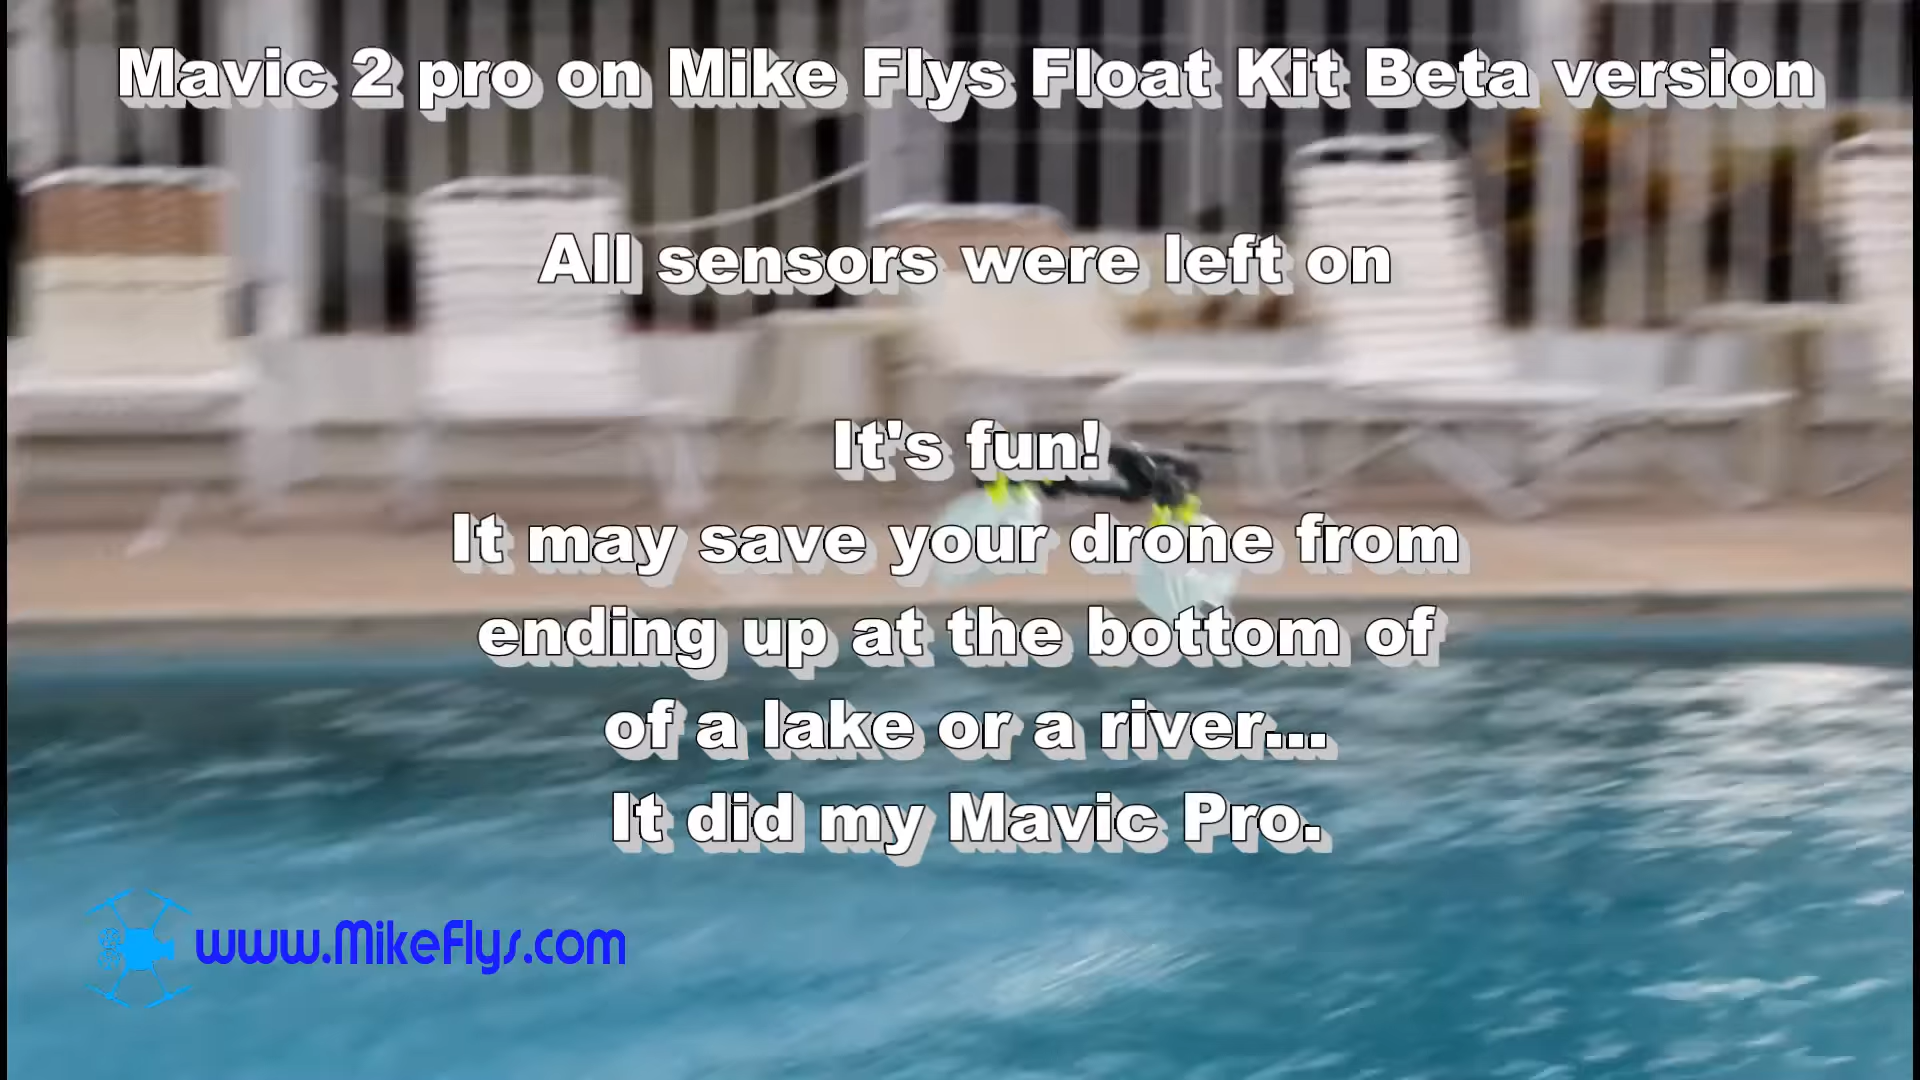 Mavic 2 pro on Mike Flys Float Kit Beta version
All sensors were left on
It's fun!
It may save your drone from
ending up at the bottom of
of a lake or a river...
It did my Mavic Pro.
www.MikeFlys.com